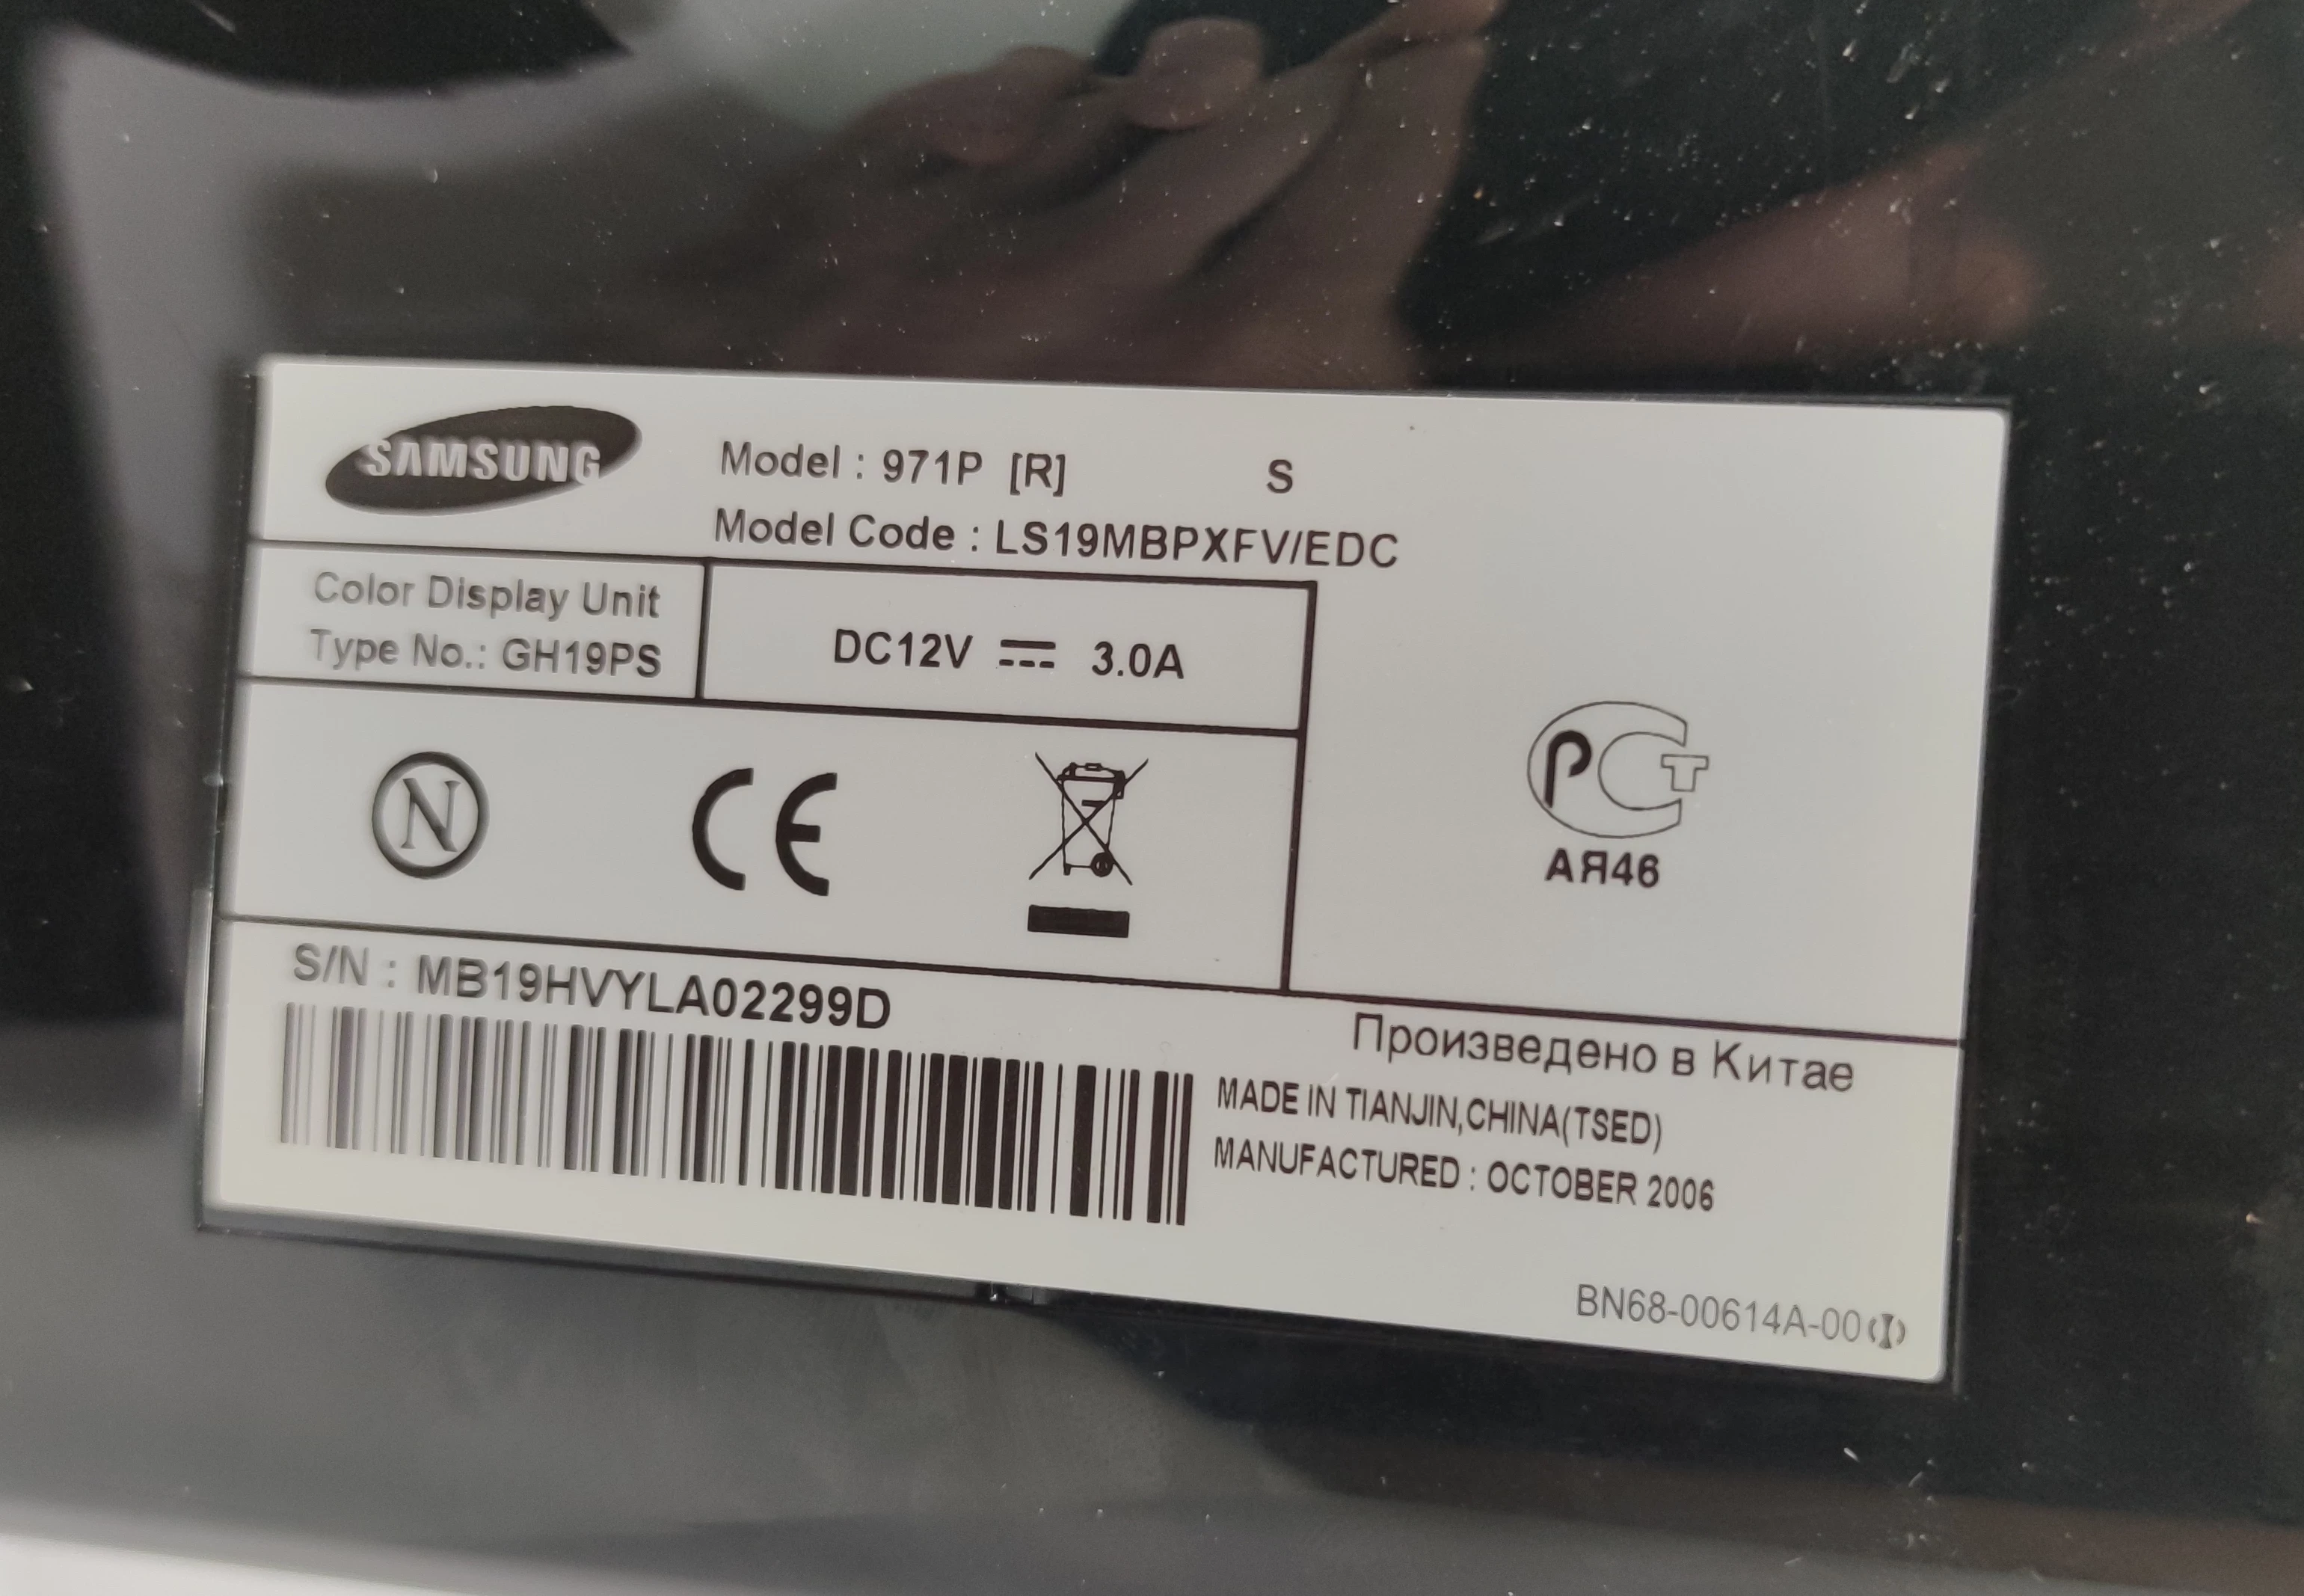 SAMSUNG
Model : 971P [R] S
Model Code : LS19MBPXFV/EDC
Color Display Unit
Type No.: GH19PS
DC12V ⎓ 3.0A
N
CE
РСТ
АЯ46
S/N : MB19HVYLA02299D
Произведено в Китае
MADE IN TIANJIN,CHINA(TSED)
MANUFACTURED : OCTOBER 2006
BN68-00614A-00